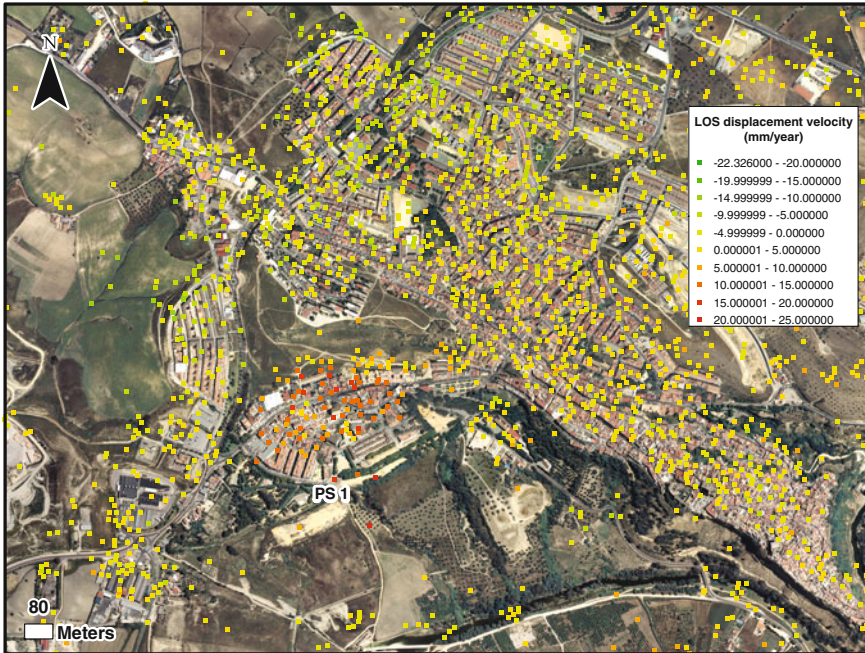 N
LOS displacement velocity
(mm/year)
-22.326000 - -20.000000
-19.999999 - -15.000000
-14.999999 - -10.000000
-9.999999 - -5.000000
-4.999999 - 0.000000
0.000001 - 5.000000
5.000001 - 10.000000
10.000001 - 15.000000
15.000001 - 20.000000
20.000001 - 25.000000
PS 1
80
Meters